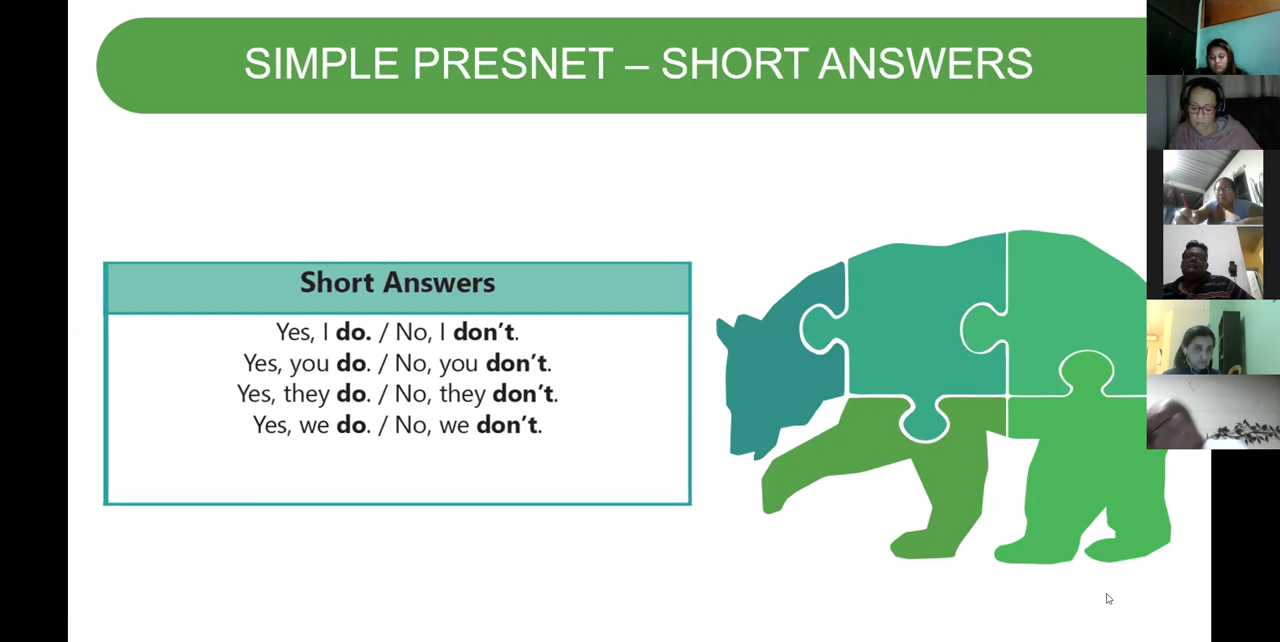 SIMPLE PRESNET – SHORT ANSWERS
Short Answers
Yes, I do. / No, I don't.
Yes, you do. / No, you don't.
Yes, they do. / No, they don't.
Yes, we do. / No, we don't.